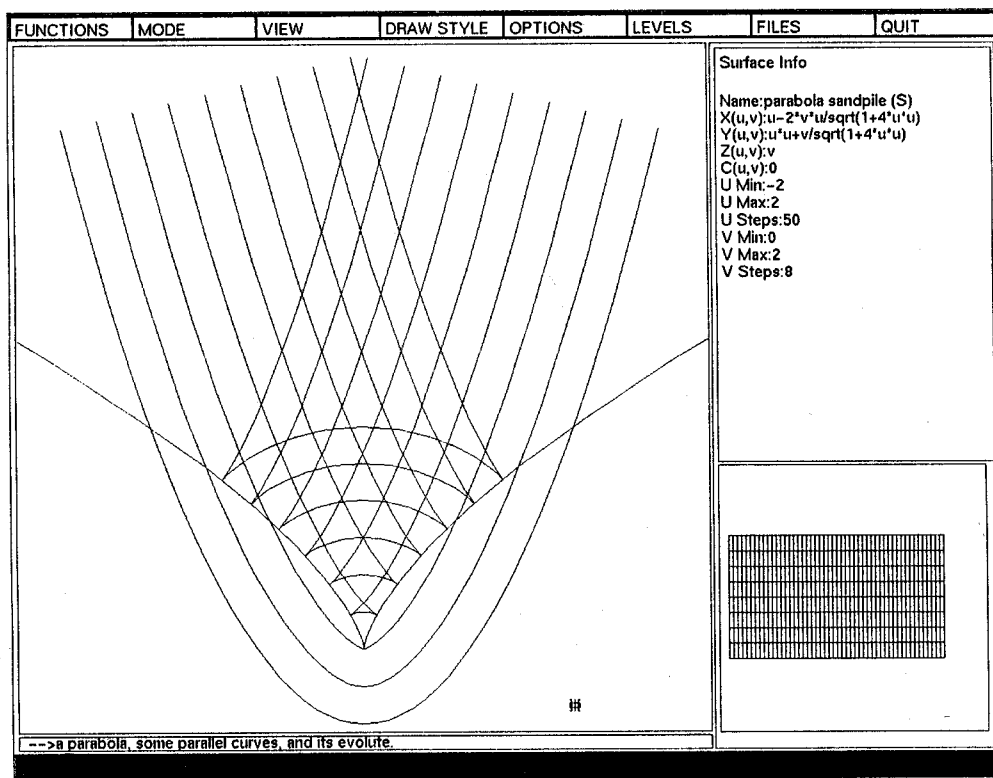 FUNCTIONS MODE VIEW DRAW STYLE OPTIONS LEVELS FILES QUIT
Surface Info
Name:parabola sandpile (S)
X(u,v):u-2*v*u/sqrt(1+4*u*u)
Y(u,v):u*u+v/sqrt(1+4*u*u)
Z(u,v):v
C(u,v):0
U Min:-2
U Max:2
U Steps:50
V Min:0
V Max:2
V Steps:8
-->a parabola, some parallel curves, and its evolute.